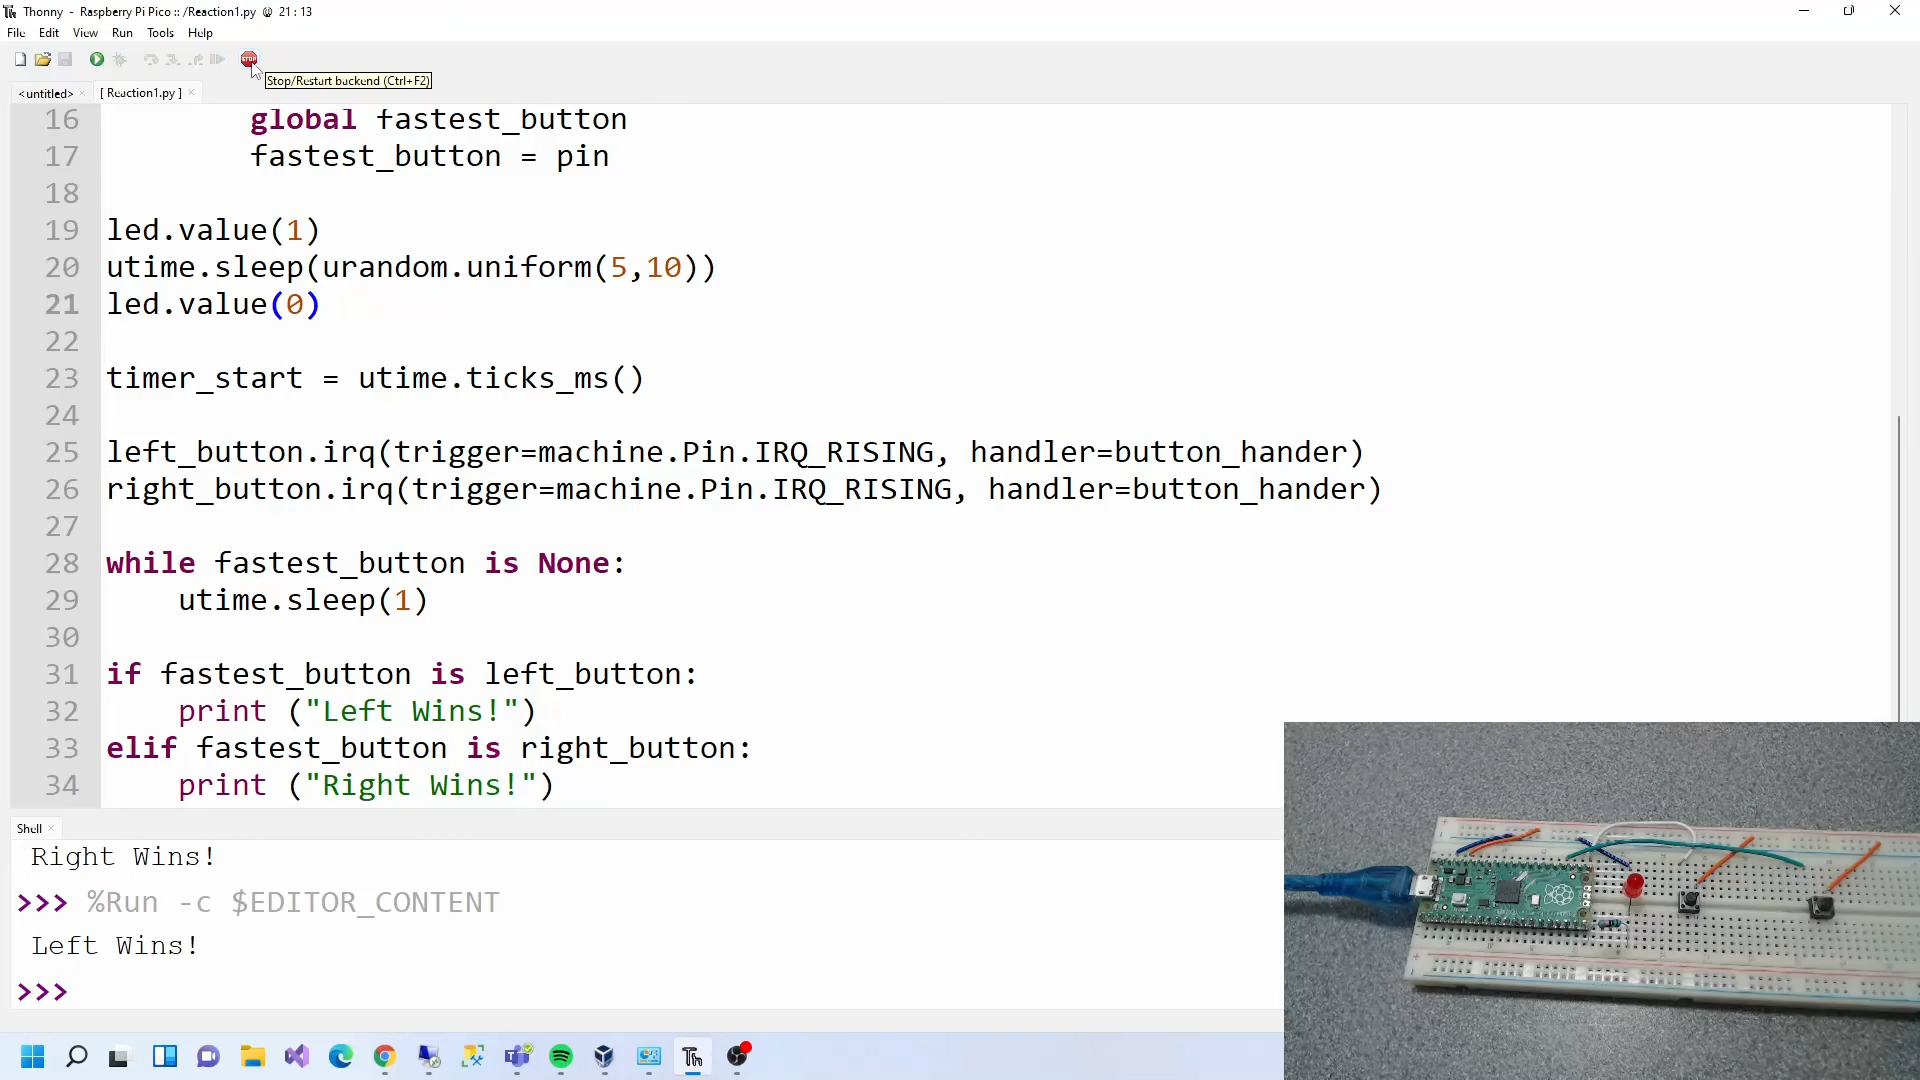 Thonny - Raspberry Pi Pico :: /Reaction1.py @ 21 : 13
File Edit View Run Tools Help
STOP
Stop/Restart backend (Ctrl+F2)
<untitled> × [ Reaction1.py ] ×
16 global fastest_button
17 fastest_button = pin
18
19 led.value(1)
20 utime.sleep(urandom.uniform(5,10))
21 led.value(0)
22
23 timer_start = utime.ticks_ms()
24
25 left_button.irq(trigger=machine.Pin.IRQ_RISING, handler=button_hander)
26 right_button.irq(trigger=machine.Pin.IRQ_RISING, handler=button_hander)
27
28 while fastest_button is None:
29 utime.sleep(1)
30
31 if fastest_button is left_button:
32 print ("Left Wins!")
33 elif fastest_button is right_button:
34 print ("Right Wins!")
Shell ×
Right Wins!
>>> %Run -c $EDITOR_CONTENT
Left Wins!
>>>